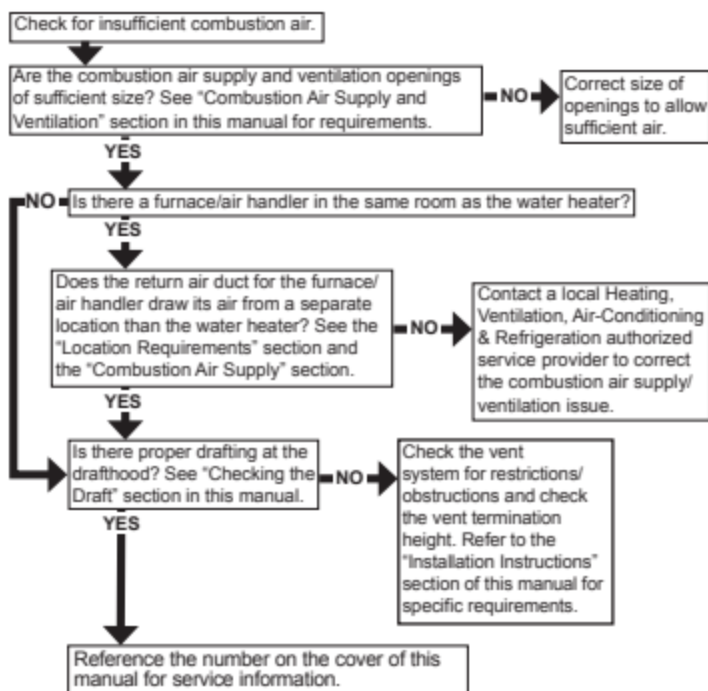 Check for insufficient combustion air.
Are the combustion air supply and ventilation openings
of sufficient size? See “Combustion Air Supply and
Ventilation” section in this manual for requirements.
NO
Correct size of
openings to allow
sufficient air.
YES
NO
Is there a furnace/air handler in the same room as the water heater?
YES
Does the return air duct for the furnace/
air handler draw its air from a separate
location than the water heater? See the
“Location Requirements” section and
the “Combustion Air Supply” section.
NO
Contact a local Heating,
Ventilation, Air-Conditioning
& Refrigeration authorized
service provider to correct
the combustion air supply/
ventilation issue.
YES
Is there proper drafting at the
drafthood? See “Checking the
Draft” section in this manual.
NO
Check the vent
system for restrictions/
obstructions and check
the vent termination
height. Refer to the
“Installation Instructions”
section of this manual for
specific requirements.
YES
Reference the number on the cover of this
manual for service information.